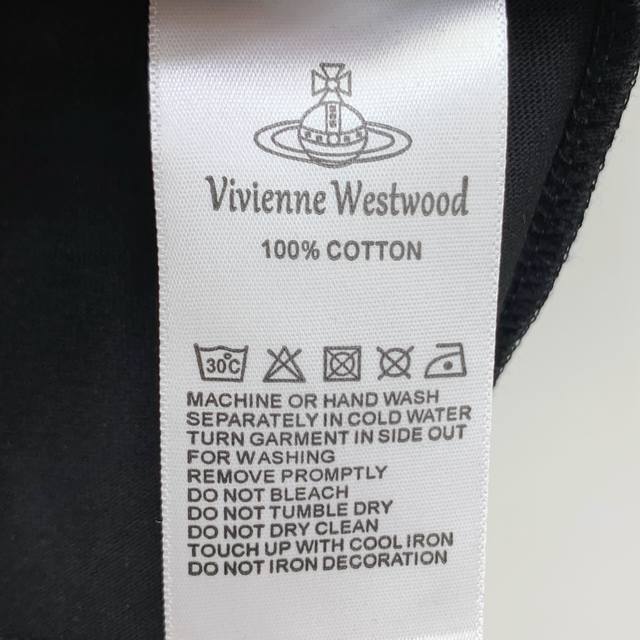 Vivienne Westwood
100% COTTON
30°C
MACHINE OR HAND WASH
SEPARATELY IN COLD WATER
TURN GARMENT IN SIDE OUT
FOR WASHING
REMOVE PROMPTLY
DO NOT BLEACH
DO NOT TUMBLE DRY
DO NOT DRY CLEAN
TOUCH UP WITH COOL IRON
DO NOT IRON DECORATION